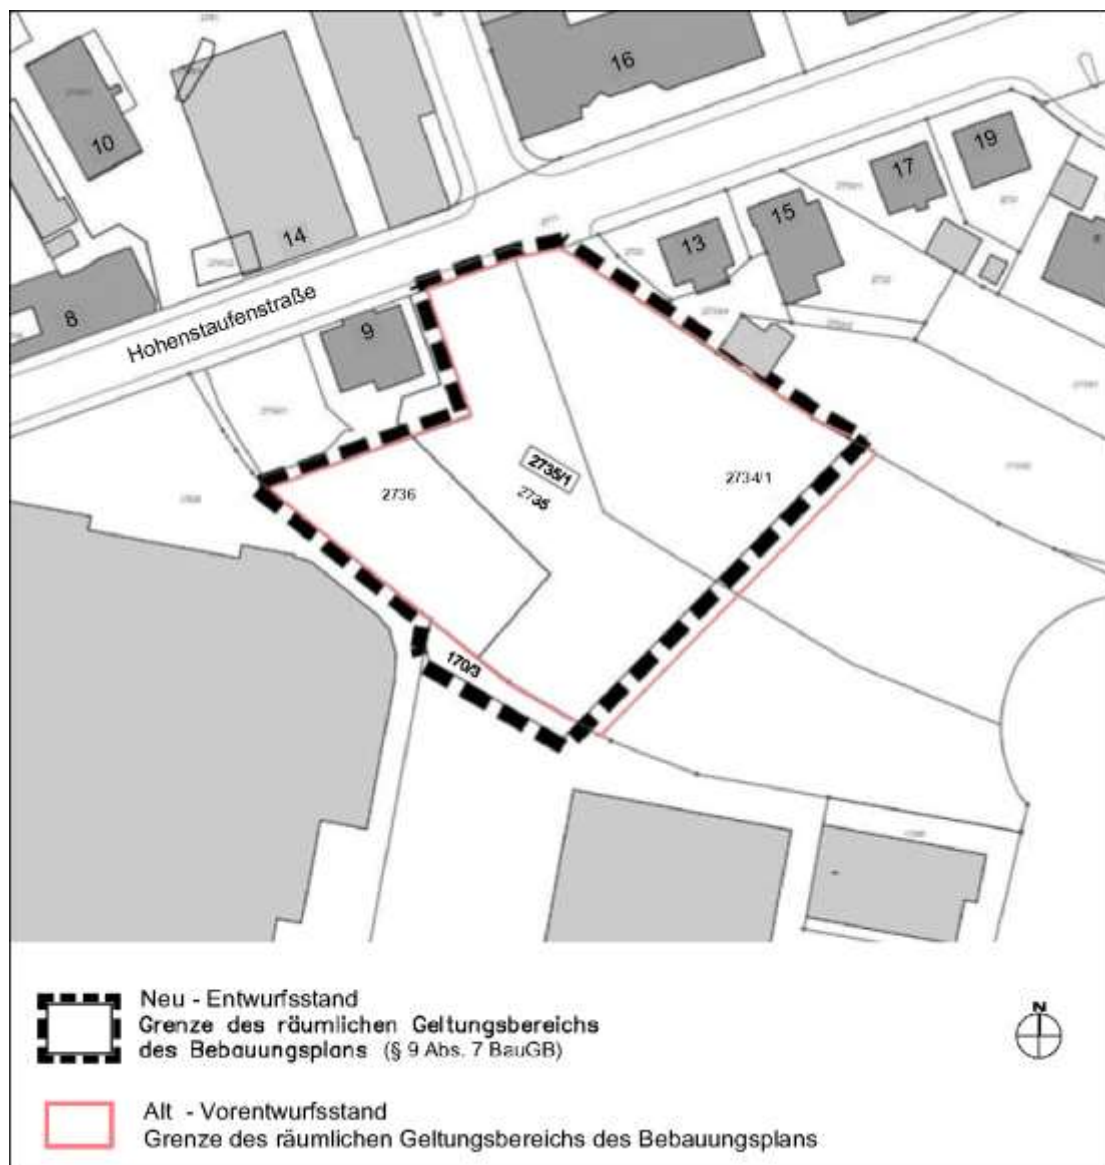 16
10
14
8
Hohenstaufenstraße
9
13
15
17
19
2736
2735/1
2735
2734/1
170/3
Neu - Entwurfsstand
Grenze des räumlichen Geltungsbereichs
des Bebauungsplans (§ 9 Abs. 7 BauGB)
N
Alt - Vorentwurfsstand
Grenze des räumlichen Geltungsbereichs des Bebauungsplans